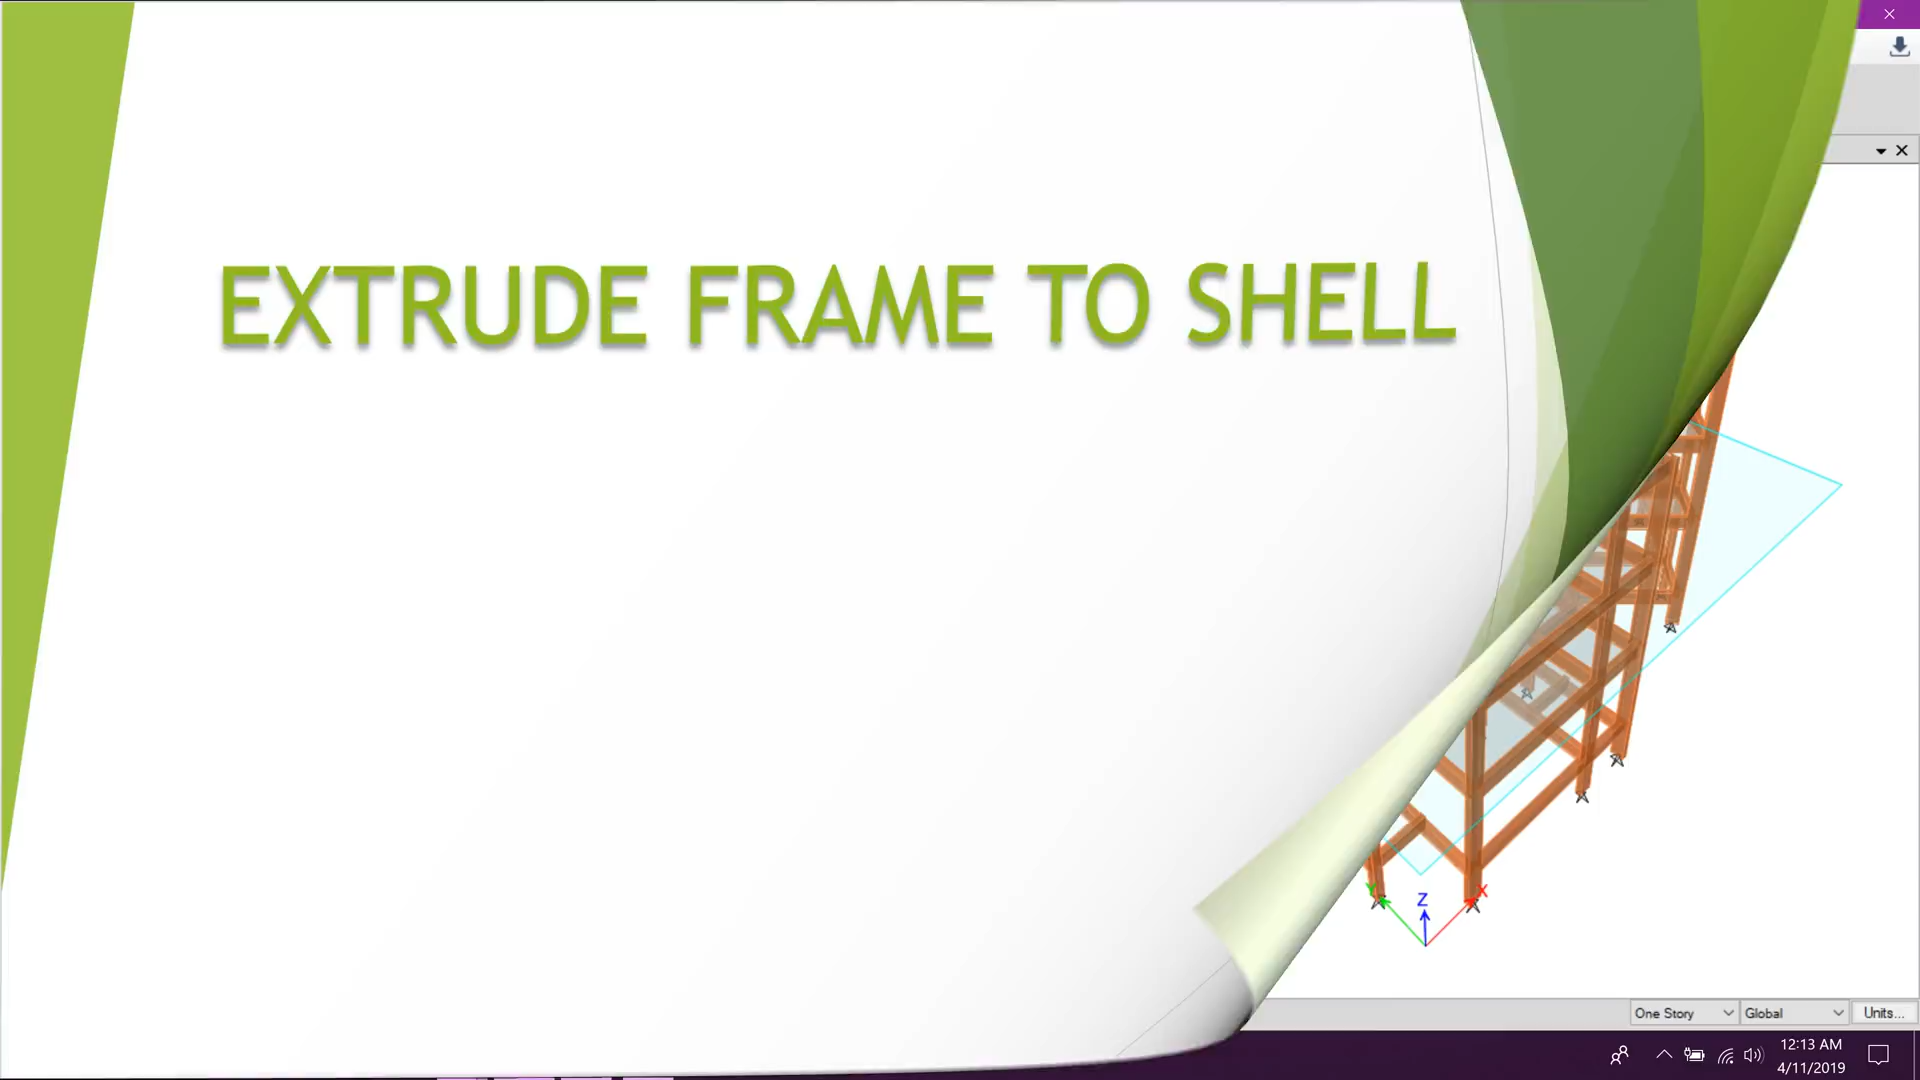 EXTRUDE FRAME TO SHELL
Y
Z
X
One Story
Global
Units...
12:13 AM
4/11/2019